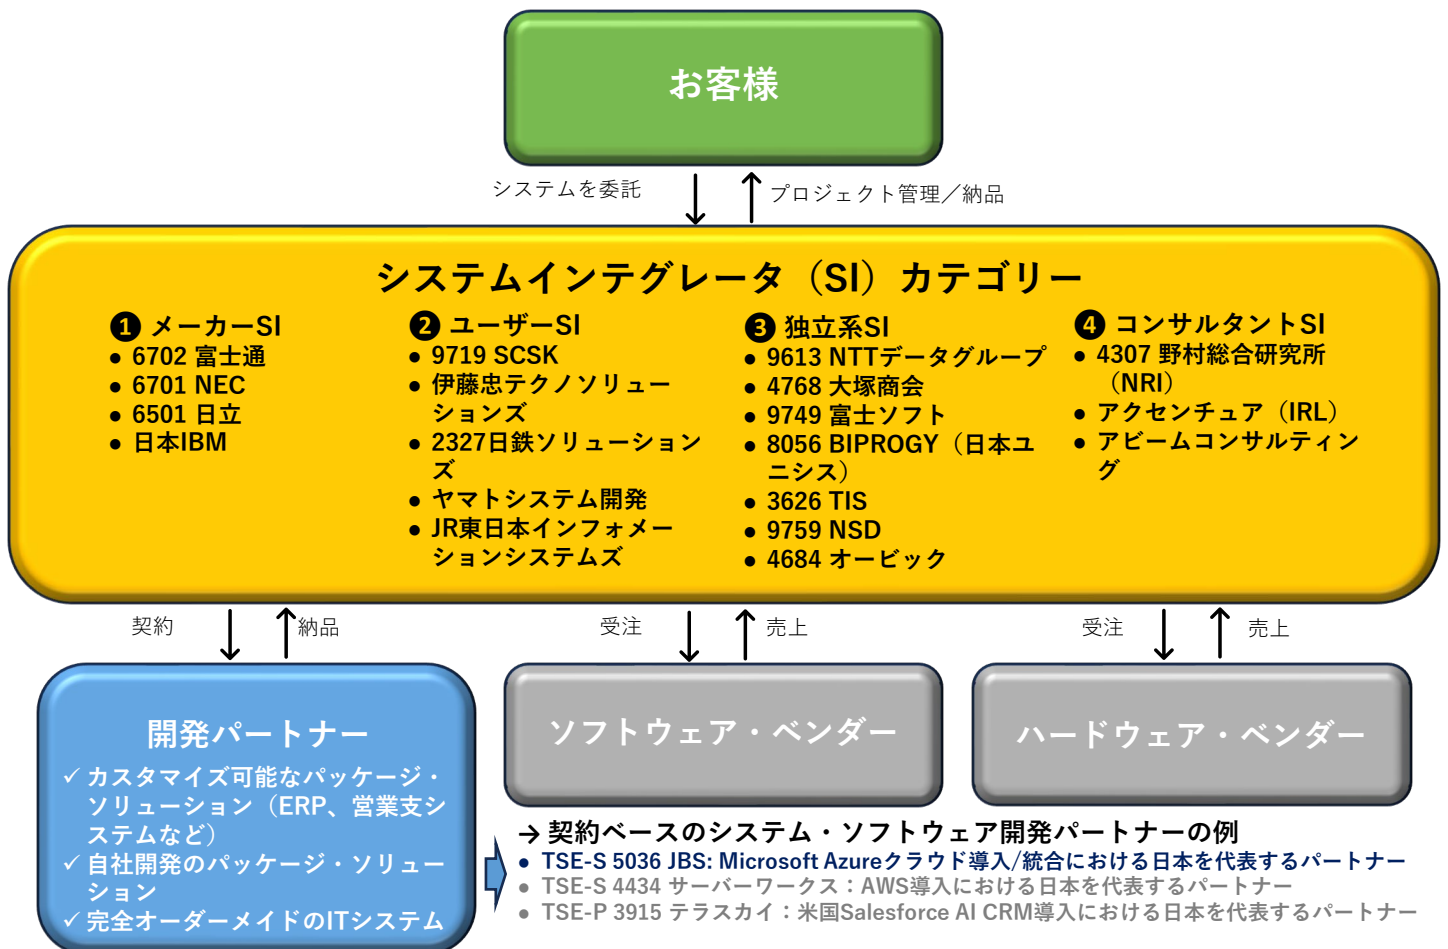 お客様
システムを委託
プロジェクト管理／納品
システムインテグレータ（SI）カテゴリー
❶ メーカーSI
● 6702 富士通
● 6701 NEC
● 6501 日立
● 日本IBM
❷ ユーザーSI
● 9719 SCSK
● 伊藤忠テクノソリュー
ションズ
● 2327日鉄ソリューション
ズ
● ヤマトシステム開発
● JR東日本インフォメー
ションシステムズ
❸ 独立系SI
● 9613 NTTデータグループ
● 4768 大塚商会
● 9749 富士ソフト
● 8056 BIPROGY（日本ユ
ニシス）
● 3626 TIS
● 9759 NSD
● 4684 オービック
❹ コンサルタントSI
● 4307 野村総合研究所
（NRI）
● アクセンチュア（IRL）
● アビームコンサルティン
グ
契約
納品
受注
売上
受注
売上
開発パートナー
✓ カスタマイズ可能なパッケージ・
ソリューション（ERP、営業支シ
ステムなど）
✓ 自社開発のパッケージ・ソリュー
ション
✓ 完全オーダーメイドのITシステム
ソフトウェア・ベンダー
ハードウェア・ベンダー
→ 契約ベースのシステム・ソフトウェア開発パートナーの例
● TSE-S 5036 JBS: Microsoft Azureクラウド導入/統合における日本を代表するパートナー
● TSE-S 4434 サーバーワークス：AWS導入における日本を代表するパートナー
● TSE-P 3915 テラスカイ：米国Salesforce AI CRM導入における日本を代表するパートナー